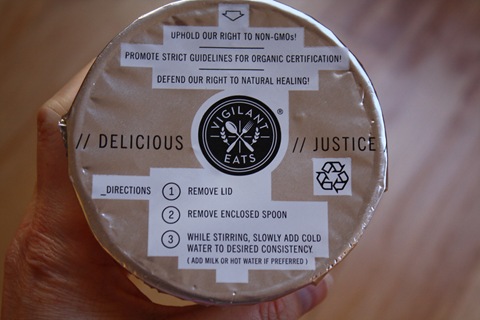 UPHOLD OUR RIGHT TO NON-GMOs!
PROMOTE STRICT GUIDELINES FOR ORGANIC CERTIFICATION!
DEFEND OUR RIGHT TO NATURAL HEALING!
VIGILANT
EATS
®
// DELICIOUS // JUSTICE
_DIRECTIONS 1 REMOVE LID
2 REMOVE ENCLOSED SPOON
3 WHILE STIRRING, SLOWLY ADD COLD
WATER TO DESIRED CONSISTENCY.
( ADD MILK OR HOT WATER IF PREFERRED )